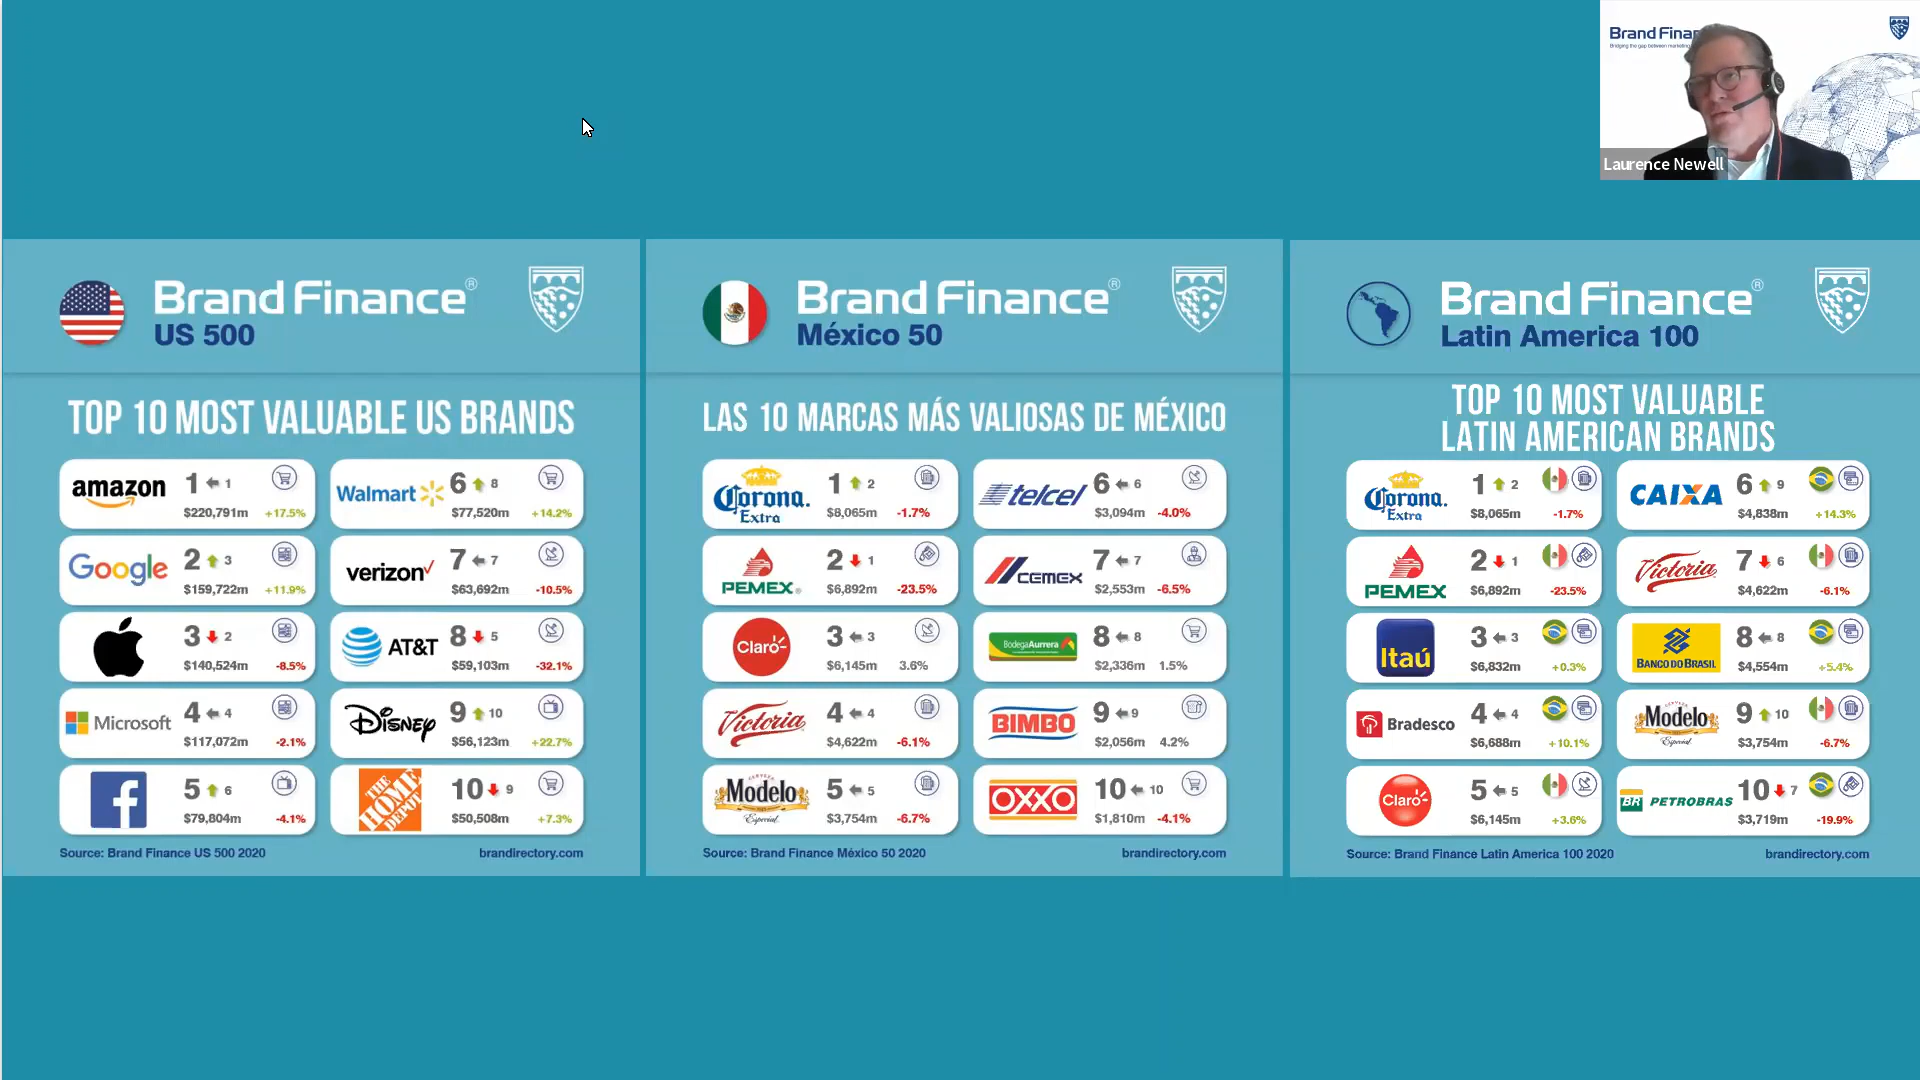 Brand Finan
Laurence Newell
Brand Finance®
US 500
TOP 10 MOST VALUABLE US BRANDS
amazon 1 1
$220,791m +17.5%
Google 2 3
$159,722m +11.9%
3 2
$140,524m -8.5%
Microsoft 4 4
$117,072m -2.1%
f 5 6
$79,804m -4.1%
Walmart 6 8
$77,520m +14.2%
verizon 7 7
$63,692m -10.5%
AT&T 8 5
$59,103m -32.1%
Disney 9 10
$56,123m +22.7%
THE HOME DEPOT 10 9
$50,508m +7.3%
Source: Brand Finance US 500 2020
brandirectory.com
Brand Finance®
México 50
LAS 10 MARCAS MÁS VALIOSAS DE MÉXICO
Corona Extra 1 2
$8,065m -1.7%
PEMEX® 2 1
$6,892m -23.5%
Claro 3 3
$6,145m 3.6%
Victoria 4 4
$4,622m -6.1%
CERVEZA Modelo Especial 5 5
$3,754m -6.7%
telcel 6 6
$3,094m -4.0%
CEMEX 7 7
$2,553m -6.5%
Bodega Aurrera 8 8
$2,336m 1.5%
BIMBO 9 9
$2,056m 4.2%
OXXO 10 10
$1,810m -4.1%
Source: Brand Finance México 50 2020
brandirectory.com
Brand Finance®
Latin America 100
TOP 10 MOST VALUABLE
LATIN AMERICAN BRANDS
Corona Extra 1 2
$8,065m -1.7%
PEMEX 2 1
$6,892m -23.5%
Itaú 3 3
$6,832m +0.3%
Bradesco 4 4
$6,688m +10.1%
Claro 5 5
$6,145m +3.6%
CAIXA 6 9
$4,838m +14.3%
Victoria 7 6
$4,622m -6.1%
BANCO DO BRASIL 8 8
$4,554m +5.4%
CERVEZA Modelo Especial 9 10
$3,754m -6.7%
BR PETROBRAS 10 7
$3,719m -19.9%
Source: Brand Finance Latin America 100 2020
brandirectory.com